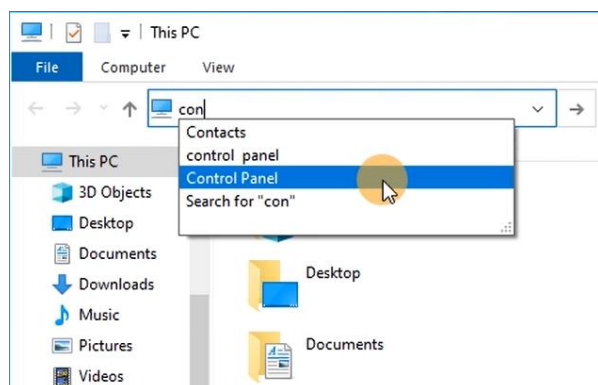 This PC
File Computer View
con
Contacts
control panel
Control Panel
Search for "con"
This PC
3D Objects
Desktop
Documents
Downloads
Music
Pictures
Videos
Desktop
Documents